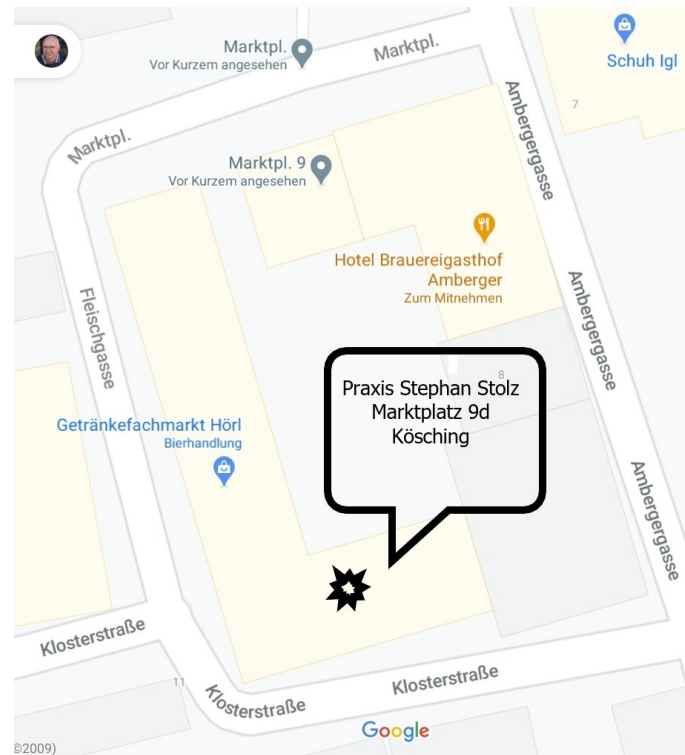 Marktpl.
Vor Kurzem angesehen
Marktpl.
Schuh Igl
Ambergergasse
7
Marktpl.
Marktpl. 9
Vor Kurzem angesehen
Hotel Brauereigasthof
Amberger
Zum Mitnehmen
Ambergergasse
Fleischgasse
8
Praxis Stephan Stolz
Marktplatz 9d
Kösching
Getränkefachmarkt Hörl
Bierhandlung
Ambergergasse
Klosterstraße
11
Klosterstraße
Klosterstraße
Google
©2009)